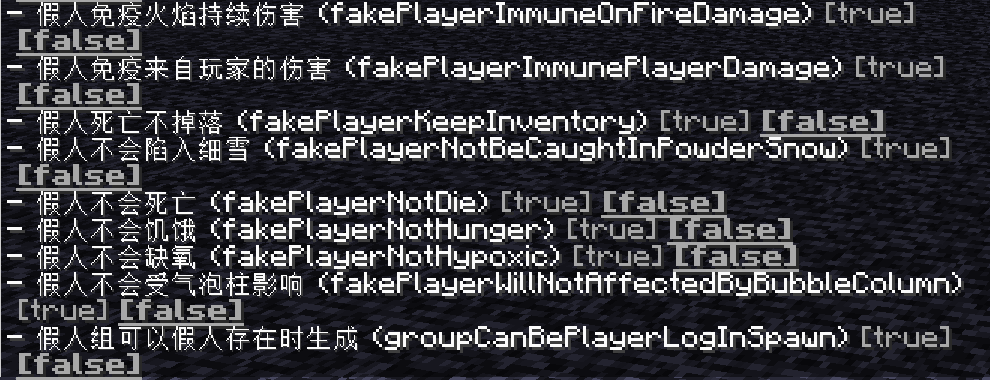 - 假人免疫火焰持续伤害 (fakePlayerImmuneOnFireDamage) [true]
[false]
- 假人免疫来自玩家的伤害 (fakePlayerImmunePlayerDamage) [true]
[false]
- 假人死亡不掉落 (fakePlayerKeepInventory) [true] [false]
- 假人不会陷入细雪 (fakePlayerNotBeCaughtInPowderSnow) [true]
[false]
- 假人不会死亡 (fakePlayerNotDie) [true] [false]
- 假人不会饥饿 (fakePlayerNotHunger) [true] [false]
- 假人不会缺氧 (fakePlayerNotHypoxic) [true] [false]
- 假人不会受气泡柱影响 (fakePlayerWillNotAffectedByBubbleColumn)
[true] [false]
- 假人组可以假人存在时生成 (groupCanBePlayerLogInSpawn) [true]
[false]